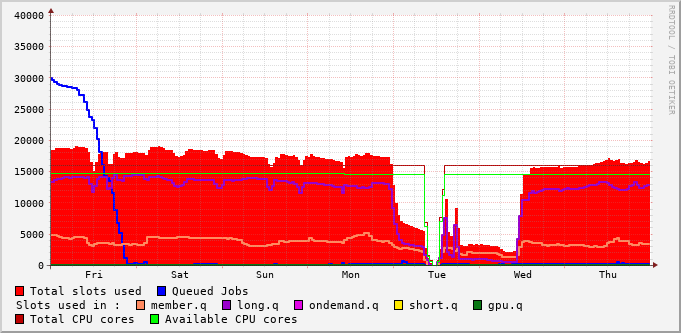 40000
35000
30000
25000
20000
15000
10000
5000
0
Fri Sat Sun Mon Tue Wed Thu
RRDTOOL / TOBI OETIKER
Total slots used Queued Jobs
Slots used in : member.q long.q ondemand.q short.q gpu.q
Total CPU cores Available CPU cores